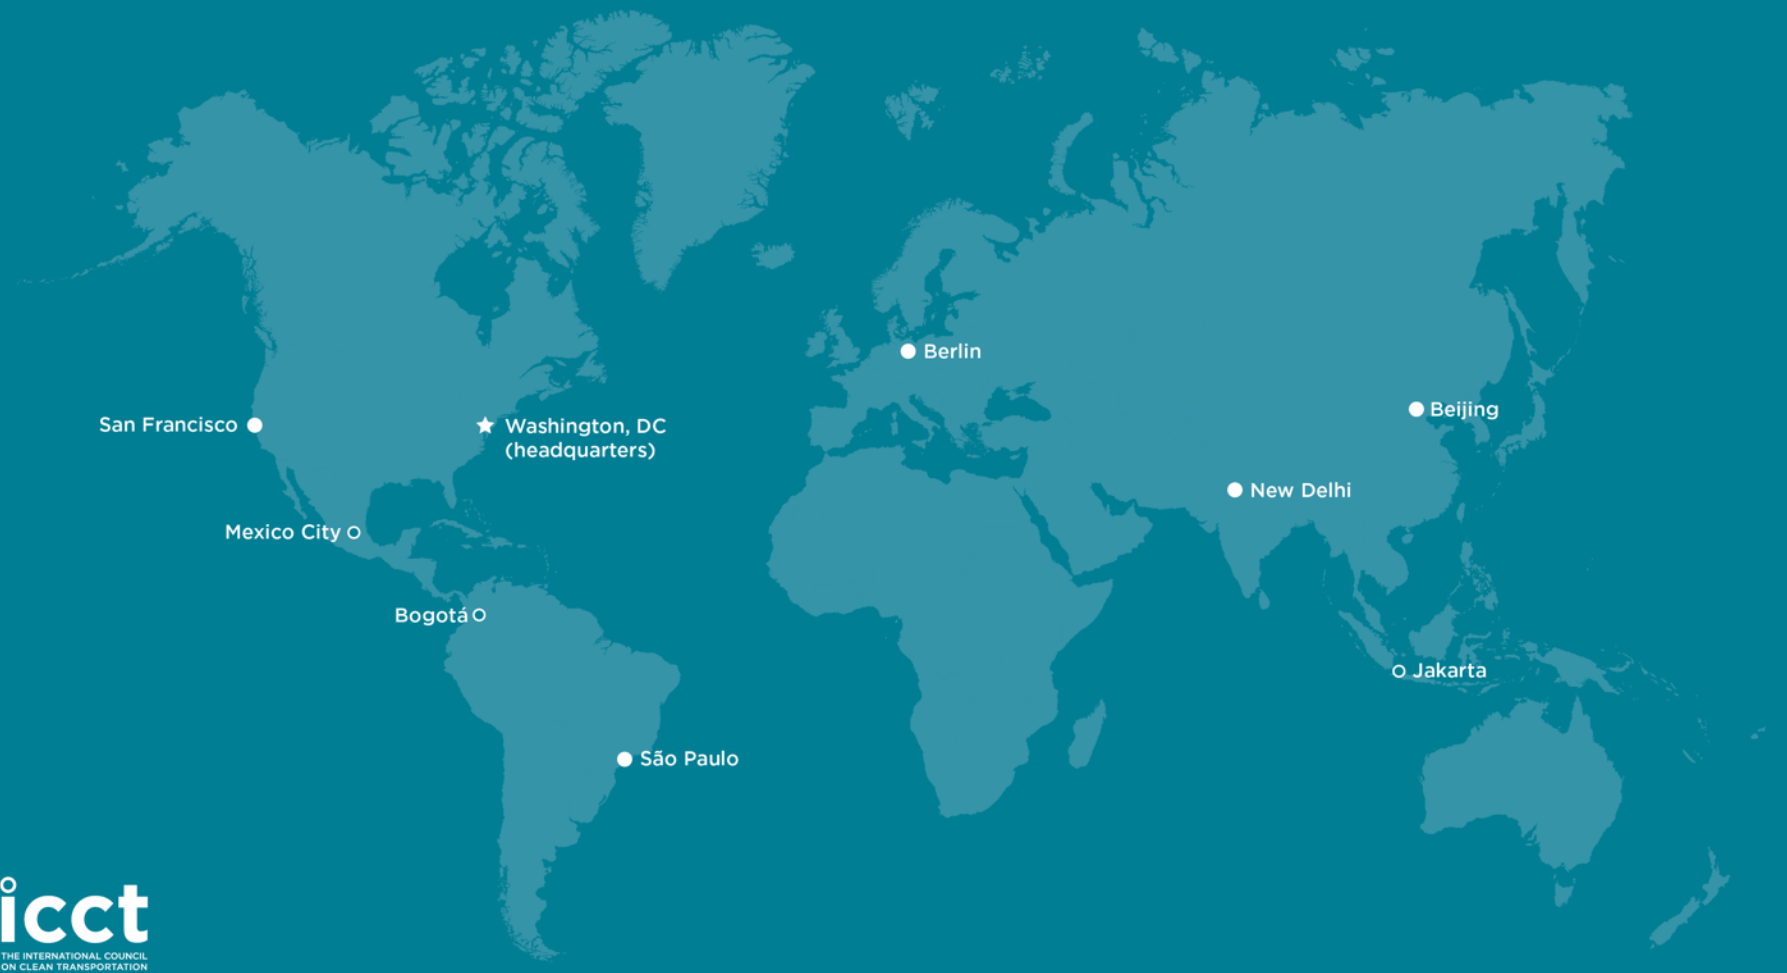 Berlin
Beijing
San Francisco
Washington, DC
(headquarters)
New Delhi
Mexico City
Bogotá
Jakarta
São Paulo
icct
THE INTERNATIONAL COUNCIL
ON CLEAN TRANSPORTATION